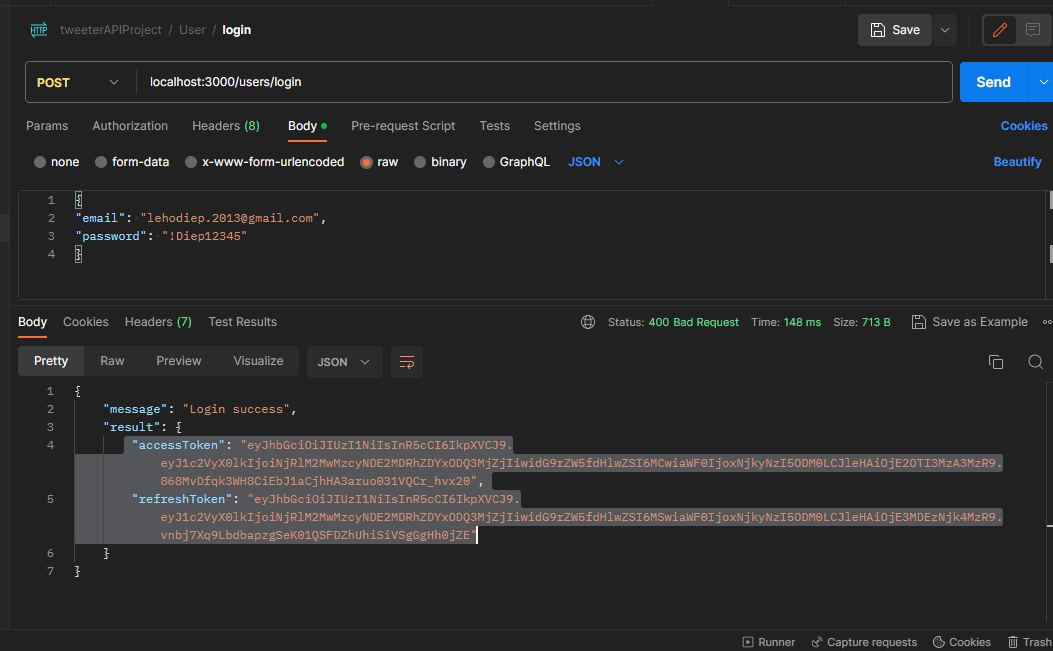 HTTP tweeterAPIProject / User / login
Save
POST localhost:3000/users/login Send
Params Authorization Headers (8) Body Pre-request Script Tests Settings Cookies
none form-data x-www-form-urlencoded raw binary GraphQL JSON Beautify
1 {
2 "email": "lehodiep.2013@gmail.com",
3 "password": "!Diep12345"
4 }
Body Cookies Headers (7) Test Results Status: 400 Bad Request Time: 148 ms Size: 713 B Save as Example
Pretty Raw Preview Visualize JSON
1 {
2 "message": "Login success",
3 "result": {
4 "accessToken": "eyJhbGciOiJIUzI1NiIsInR5cCI6IkpXVCJ9.
eyJ1c2VyX0lkIjoiNjRlM2MwMzcyNDE2MDRhZDYxODQ3MjZjIiwidG9rZW5fdHlwZSI6MCwiaWF0IjoxNjkyNzI5ODM0LCJleHAiOjE2OTI3MzA3MzR9.
868MvDfqk3WH8CiEbJ1aCjhHA3aruo031VQCr_hvx20",
5 "refreshToken": "eyJhbGciOiJIUzI1NiIsInR5cCI6IkpXVCJ9.
eyJ1c2VyX0lkIjoiNjRlM2MwMzcyNDE2MDRhZDYxODQ3MjZjIiwidG9rZW5fdHlwZSI6MSwiaWF0IjoxNjkyNzI5ODM0LCJleHAiOjE3MDEzNjk4MzR9.
vnbj7Xq9LbdbapzgSeK01QSFDZhUhiSiVSgGgHh0jZE"
6 }
7 }
Runner Capture requests Cookies Trash